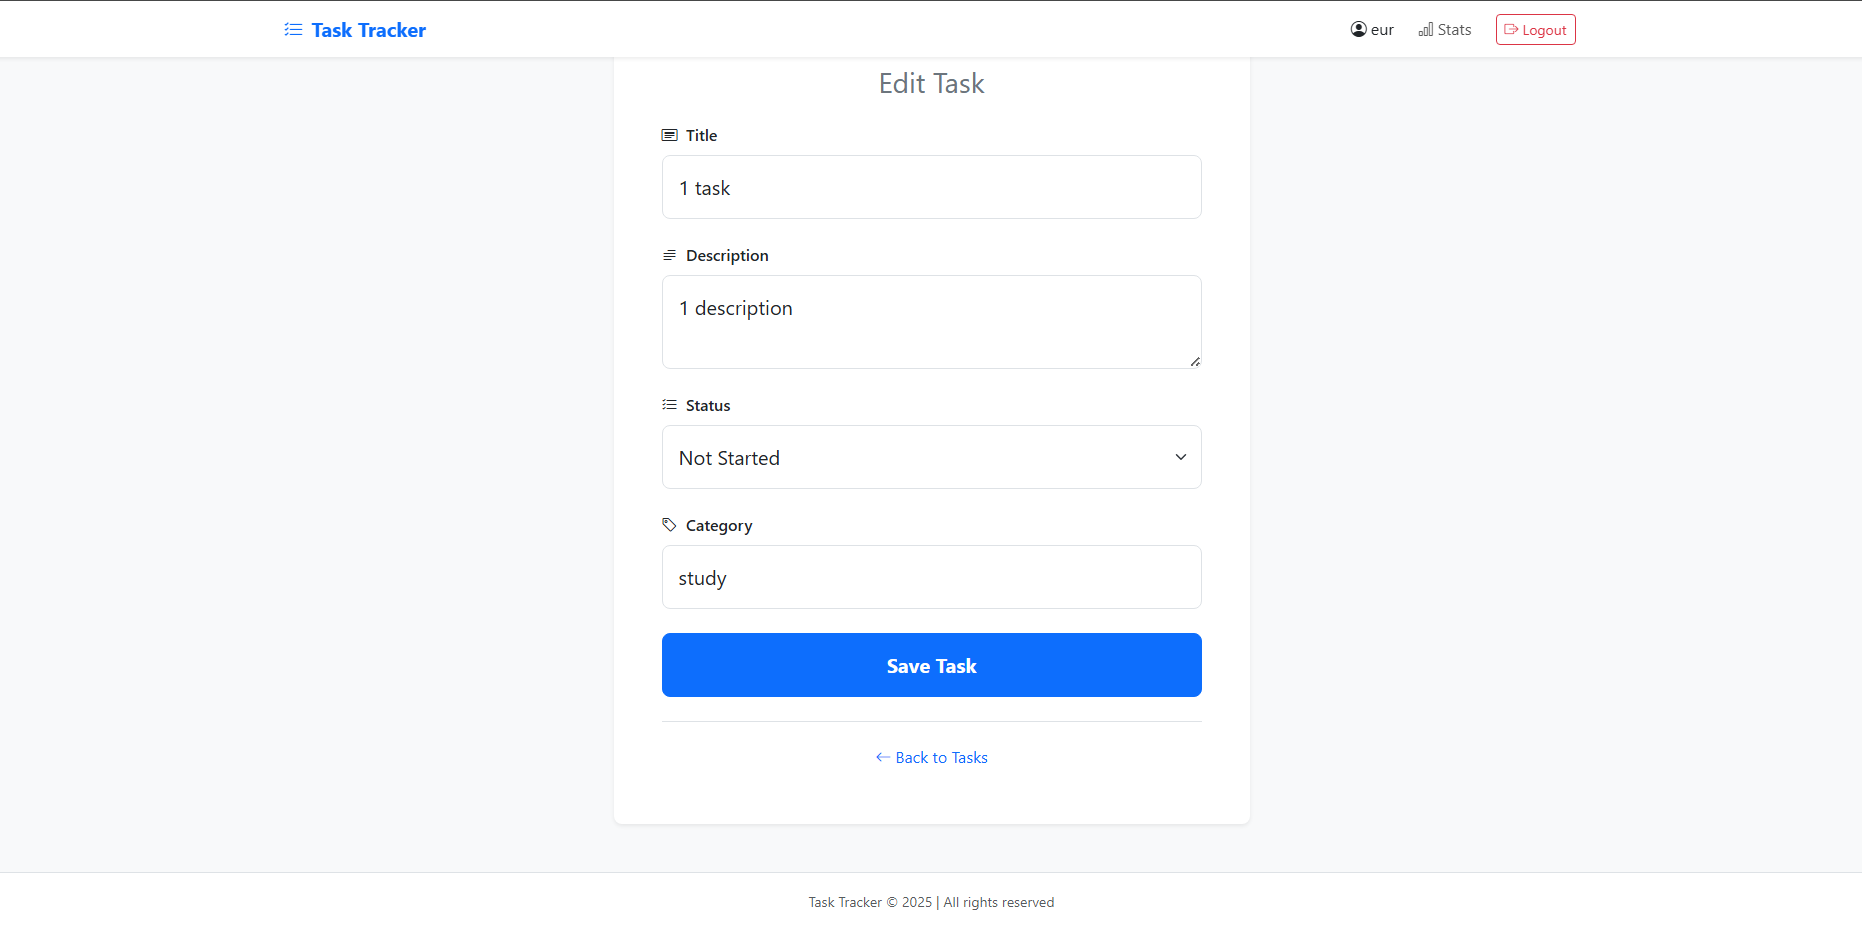 Task Tracker
eur
Stats
Logout
Edit Task
Title
1 task
Description
1 description
Status
Not Started
Category
study
Save Task
← Back to Tasks
Task Tracker © 2025 | All rights reserved